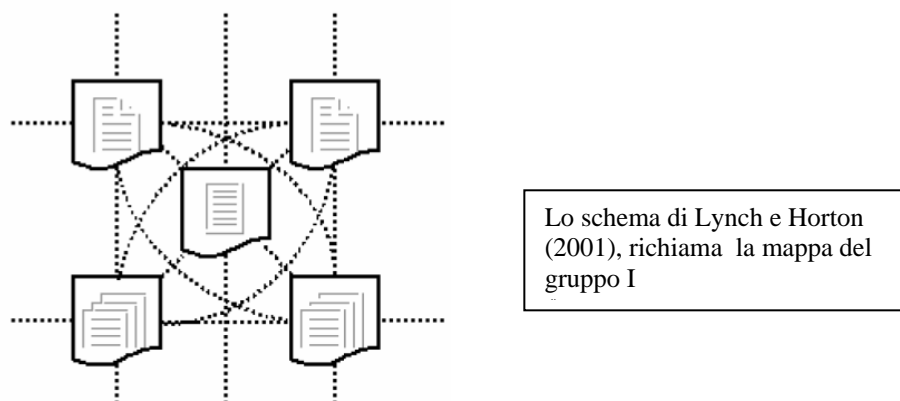 Lo schema di Lynch e Horton
(2001), richiama  la mappa del
gruppo I